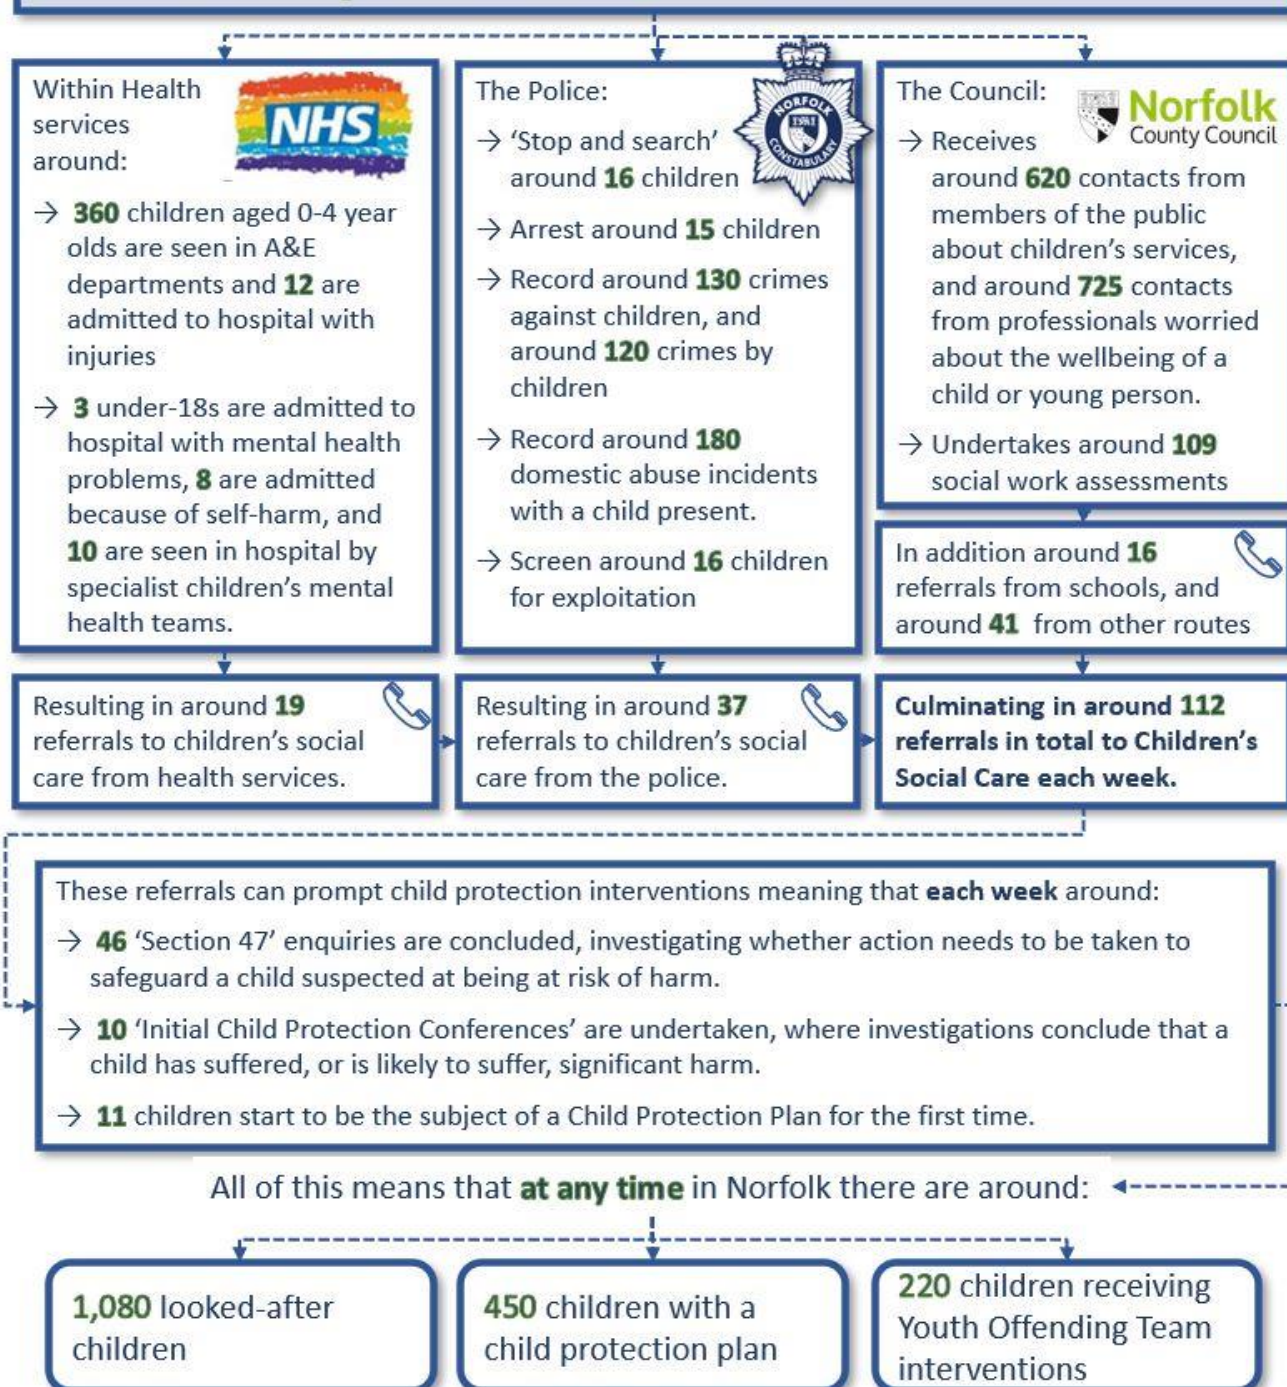 Within Health
services
around:
NHS
→ 360 children aged 0-4 year
olds are seen in A&E
departments and 12 are
admitted to hospital with
injuries
→ 3 under-18s are admitted to
hospital with mental health
problems, 8 are admitted
because of self-harm, and
10 are seen in hospital by
specialist children's mental
health teams.
The Police:
NORFOLK
CONSTABULARY
→ 'Stop and search'
around 16 children
→ Arrest around 15 children
→ Record around 130 crimes
against children, and
around 120 crimes by
children
→ Record around 180
domestic abuse incidents
with a child present.
→ Screen around 16 children
for exploitation
The Council:
Norfolk
County Council
→ Receives
around 620 contacts from
members of the public
about children's services,
and around 725 contacts
from professionals worried
about the wellbeing of a
child or young person.
→ Undertakes around 109
social work assessments
In addition around 16
referrals from schools, and
around 41 from other routes
Resulting in around 19
referrals to children's social
care from health services.
Resulting in around 37
referrals to children's social
care from the police.
Culminating in around 112
referrals in total to Children's
Social Care each week.
These referrals can prompt child protection interventions meaning that each week around:
→ 46 'Section 47' enquiries are concluded, investigating whether action needs to be taken to
safeguard a child suspected at being at risk of harm.
→ 10 'Initial Child Protection Conferences' are undertaken, where investigations conclude that a
child has suffered, or is likely to suffer, significant harm.
→ 11 children start to be the subject of a Child Protection Plan for the first time.
All of this means that at any time in Norfolk there are around:
1,080 looked-after
children
450 children with a
child protection plan
220 children receiving
Youth Offending Team
interventions